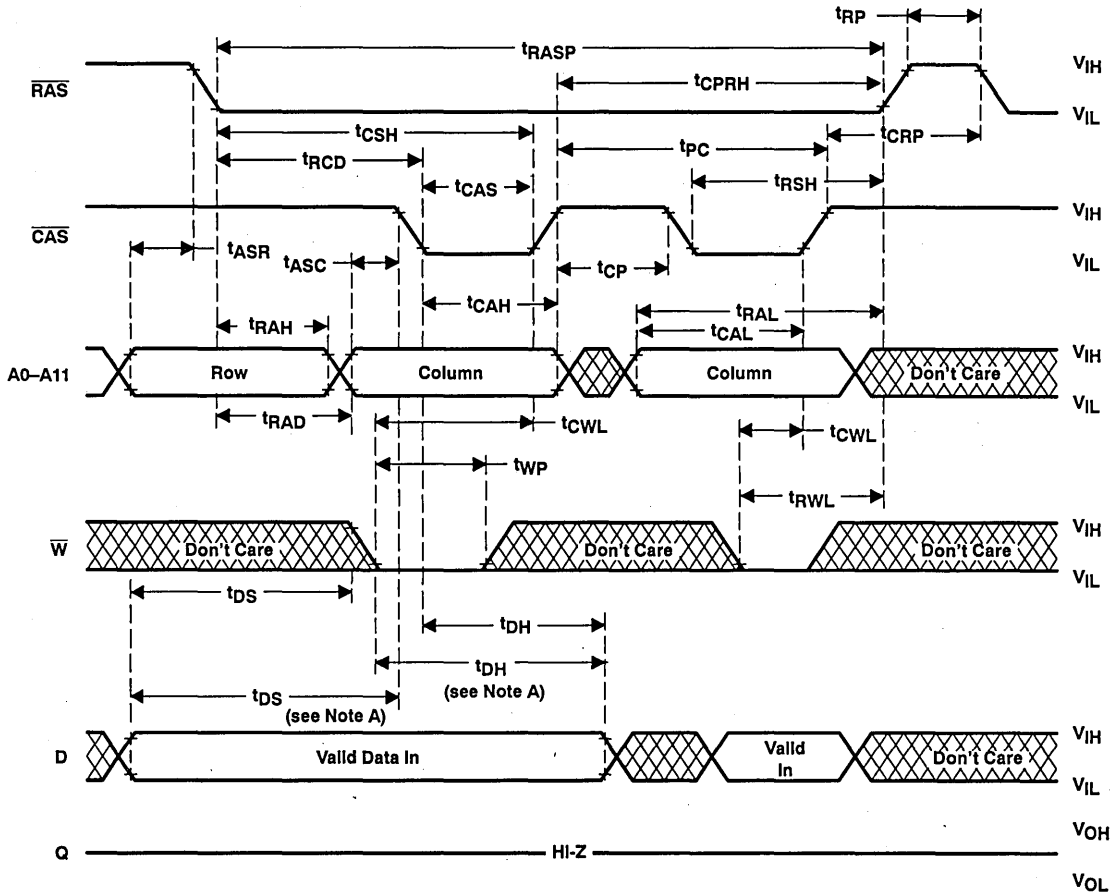 tRP
tRASP
VIH
RAS
tCPRH
VIL
tCSH
tCRP
tRCD
tPC
tCAS
tRSH
VIH
CAS
tASR
tASC
VIL
tCP
tCAH
tRAL
tRAH
tCAL
VIH
A0–A11
Row
Column
Column
Don't Care
VIL
tRAD
tCWL
tCWL
tWP
tRWL
VIH
W
Don't Care
Don't Care
Don't Care
VIL
tDS
tDH
tDH
(see Note A)
tDS
(see Note A)
VIH
D
Valid Data In
Valid
In
Don't Care
VIL
VOH
Q
HI-Z
VOL